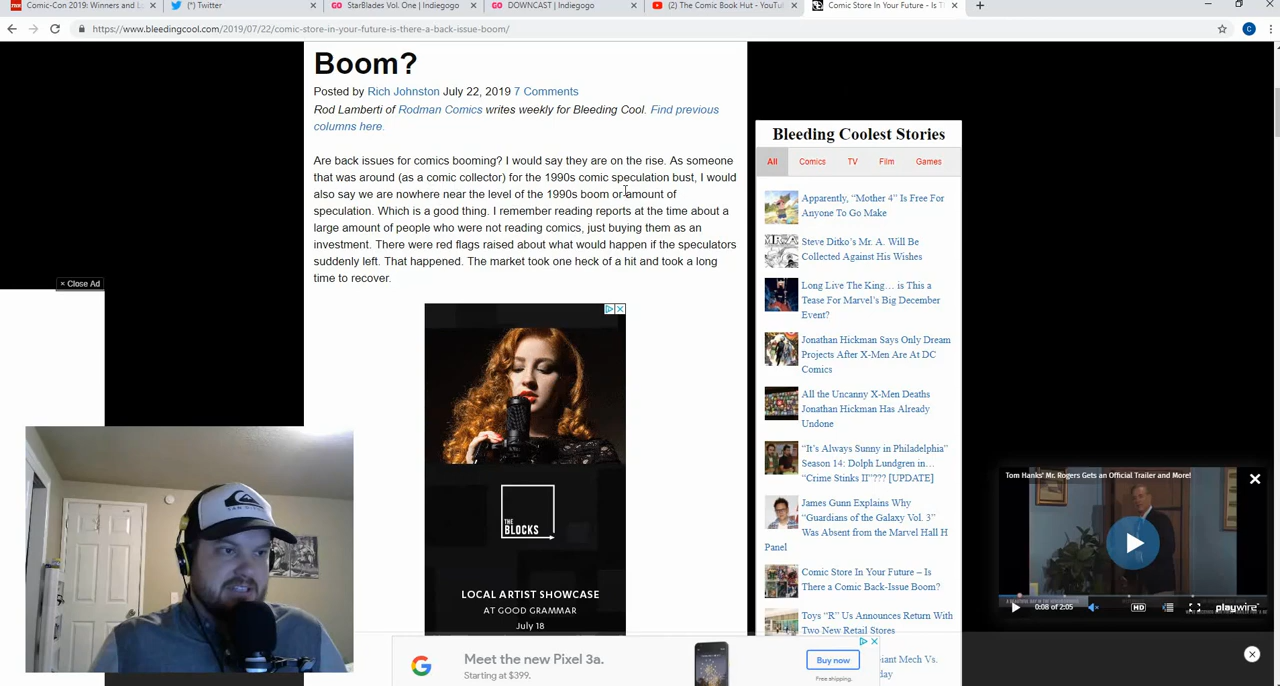 Comic-Con 2019: Winners and L
(*) Twitter
StarBlades Vol. One | Indiegogo
DOWNCAST | Indiegogo
(2) The Comic Book Hut - YouTu
Comic Store In Your Future - Is T
https://www.bleedingcool.com/2019/07/22/comic-store-in-your-future-is-there-a-back-issue-boom/
Boom?
Posted by Rich Johnston July 22, 2019 7 Comments
Rod Lamberti of Rodman Comics writes weekly for Bleeding Cool. Find previous
columns here.
Are back issues for comics booming? I would say they are on the rise. As someone
that was around (as a comic collector) for the 1990s comic speculation bust, I would
also say we are nowhere near the level of the 1990s boom or amount of
speculation. Which is a good thing. I remember reading reports at the time about a
large amount of people who were not reading comics, just buying them as an
investment. There were red flags raised about what would happen if the speculators
suddenly left. That happened. The market took one heck of a hit and took a long
time to recover.
× Close Ad
THE
BLOCKS
LOCAL ARTIST SHOWCASE
AT GOOD GRAMMAR
July 18
Bleeding Coolest Stories
All
Comics
TV
Film
Games
Apparently, “Mother 4” Is Free For
Anyone To Go Make
Steve Ditko’s Mr. A. Will Be
Collected Against His Wishes
Long Live The King… is This a
Tease For Marvel’s Big December
Event?
Jonathan Hickman Says Only Dream
Projects After X-Men Are At DC
Comics
All the Uncanny X-Men Deaths
Jonathan Hickman Has Already
Undone
“It’s Always Sunny in Philadelphia”
Season 14: Dolph Lundgren in…
“Crime Stinks II”??? [UPDATE]
James Gunn Explains Why
“Guardians of the Galaxy Vol. 3”
Was Absent from the Marvel Hall H
Panel
Comic Store In Your Future – Is
There a Comic Back-Issue Boom?
Toys “R” Us Announces Return With
Two New Retail Stores
iant Mech Vs.
day
Tom Hanks' Mr. Rogers Gets an Official Trailer and More!
0:08 of 2:05
HD
playwire
Meet the new Pixel 3a.
Starting at $399.
Buy now
Free shipping.